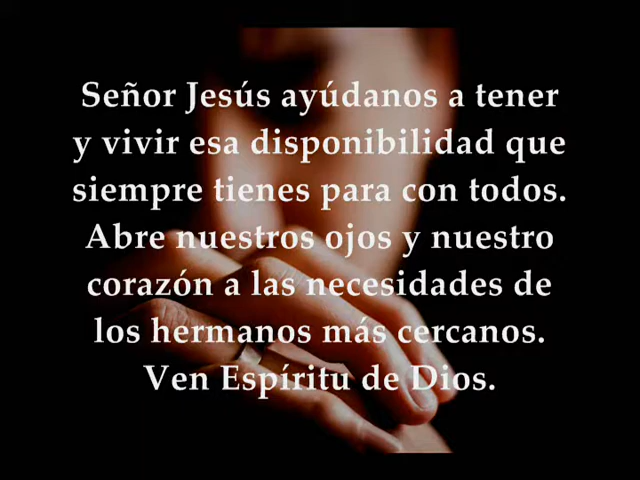 Señor Jesús ayúdanos a tener
y vivir esa disponibilidad que
siempre tienes para con todos.
Abre nuestros ojos y nuestro
corazón a las necesidades de
los hermanos más cercanos.
Ven Espíritu de Dios.